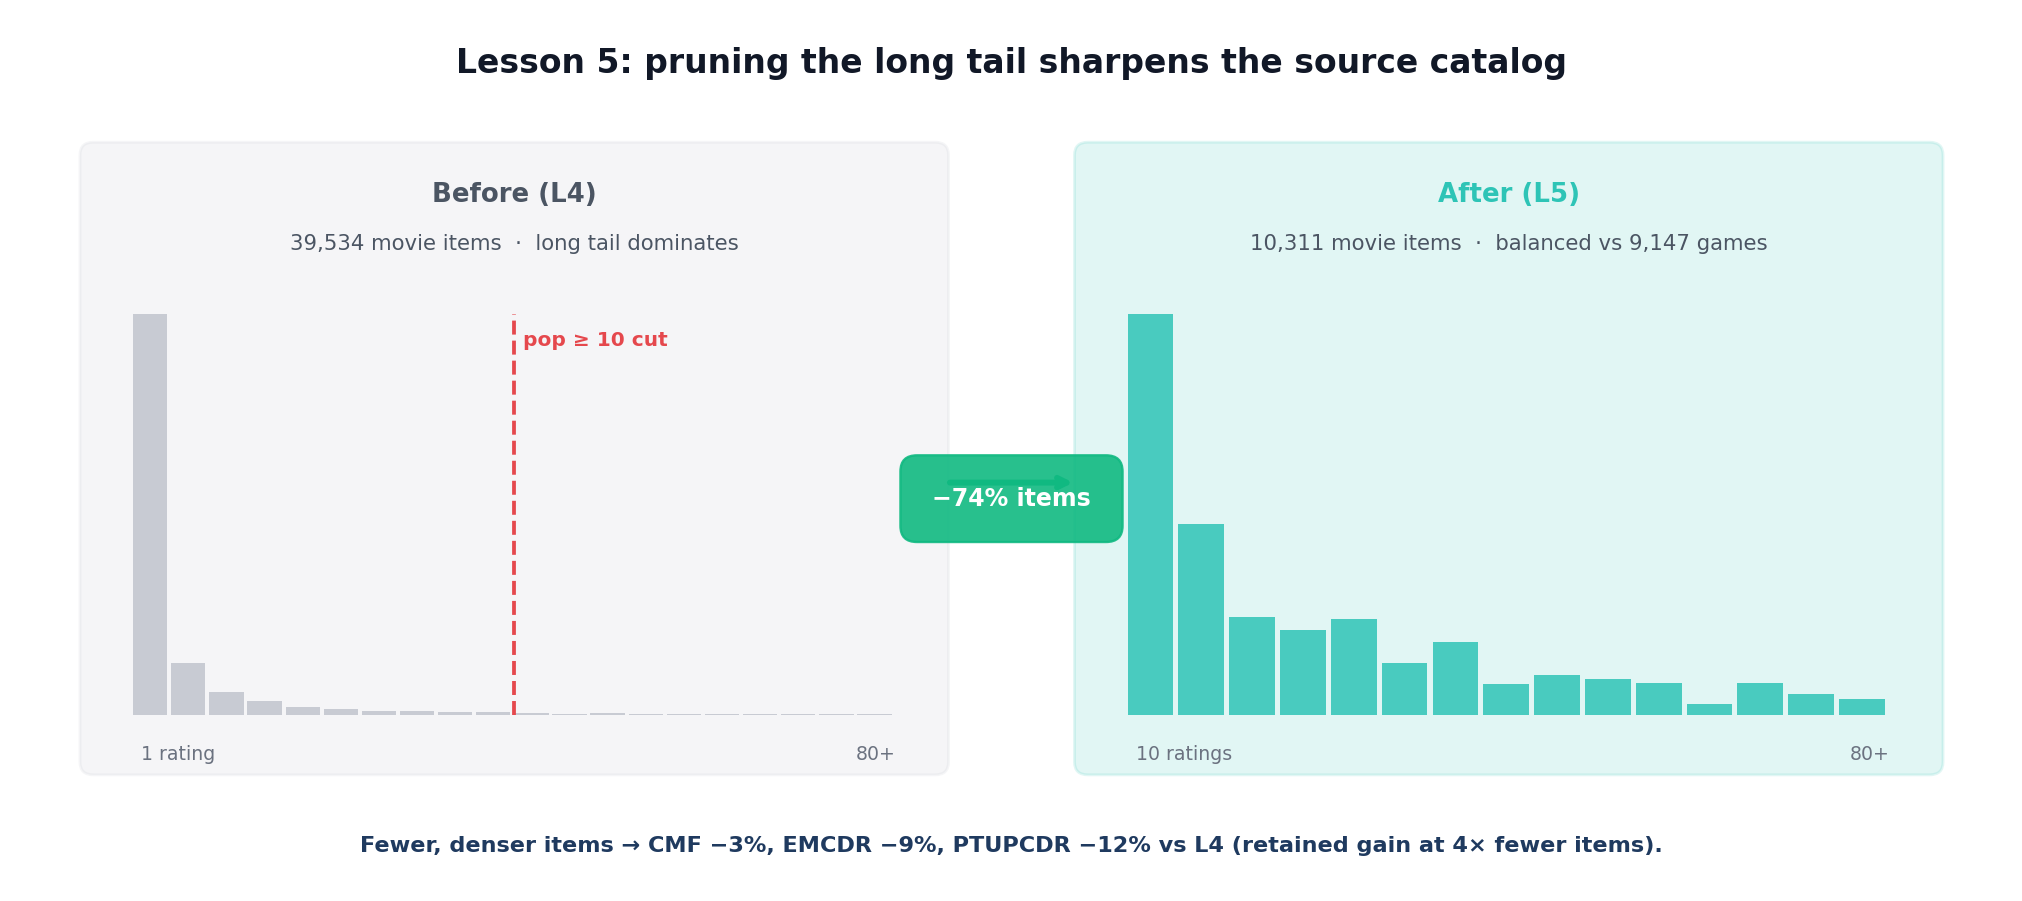 Lesson 5: pruning the long tail sharpens the source catalog
Before (L4)
39,534 movie items · long tail dominates
pop ≥ 10 cut
1 rating
80+
−74% items
After (L5)
10,311 movie items · balanced vs 9,147 games
10 ratings
80+
Fewer, denser items → CMF −3%, EMCDR −9%, PTUPCDR −12% vs L4 (retained gain at 4× fewer items).